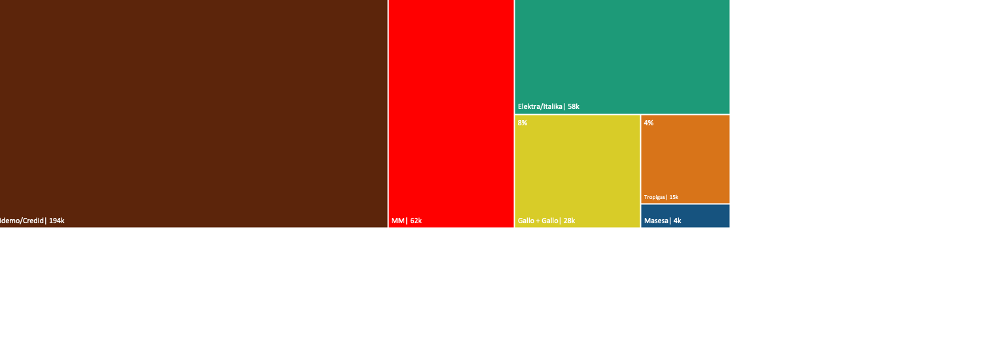 idemo/Credid| 194k
MM| 62k
Elektra/Italika| 58k
8%
Gallo + Gallo| 28k
4%
Tropigas| 15k
Masesa| 4k